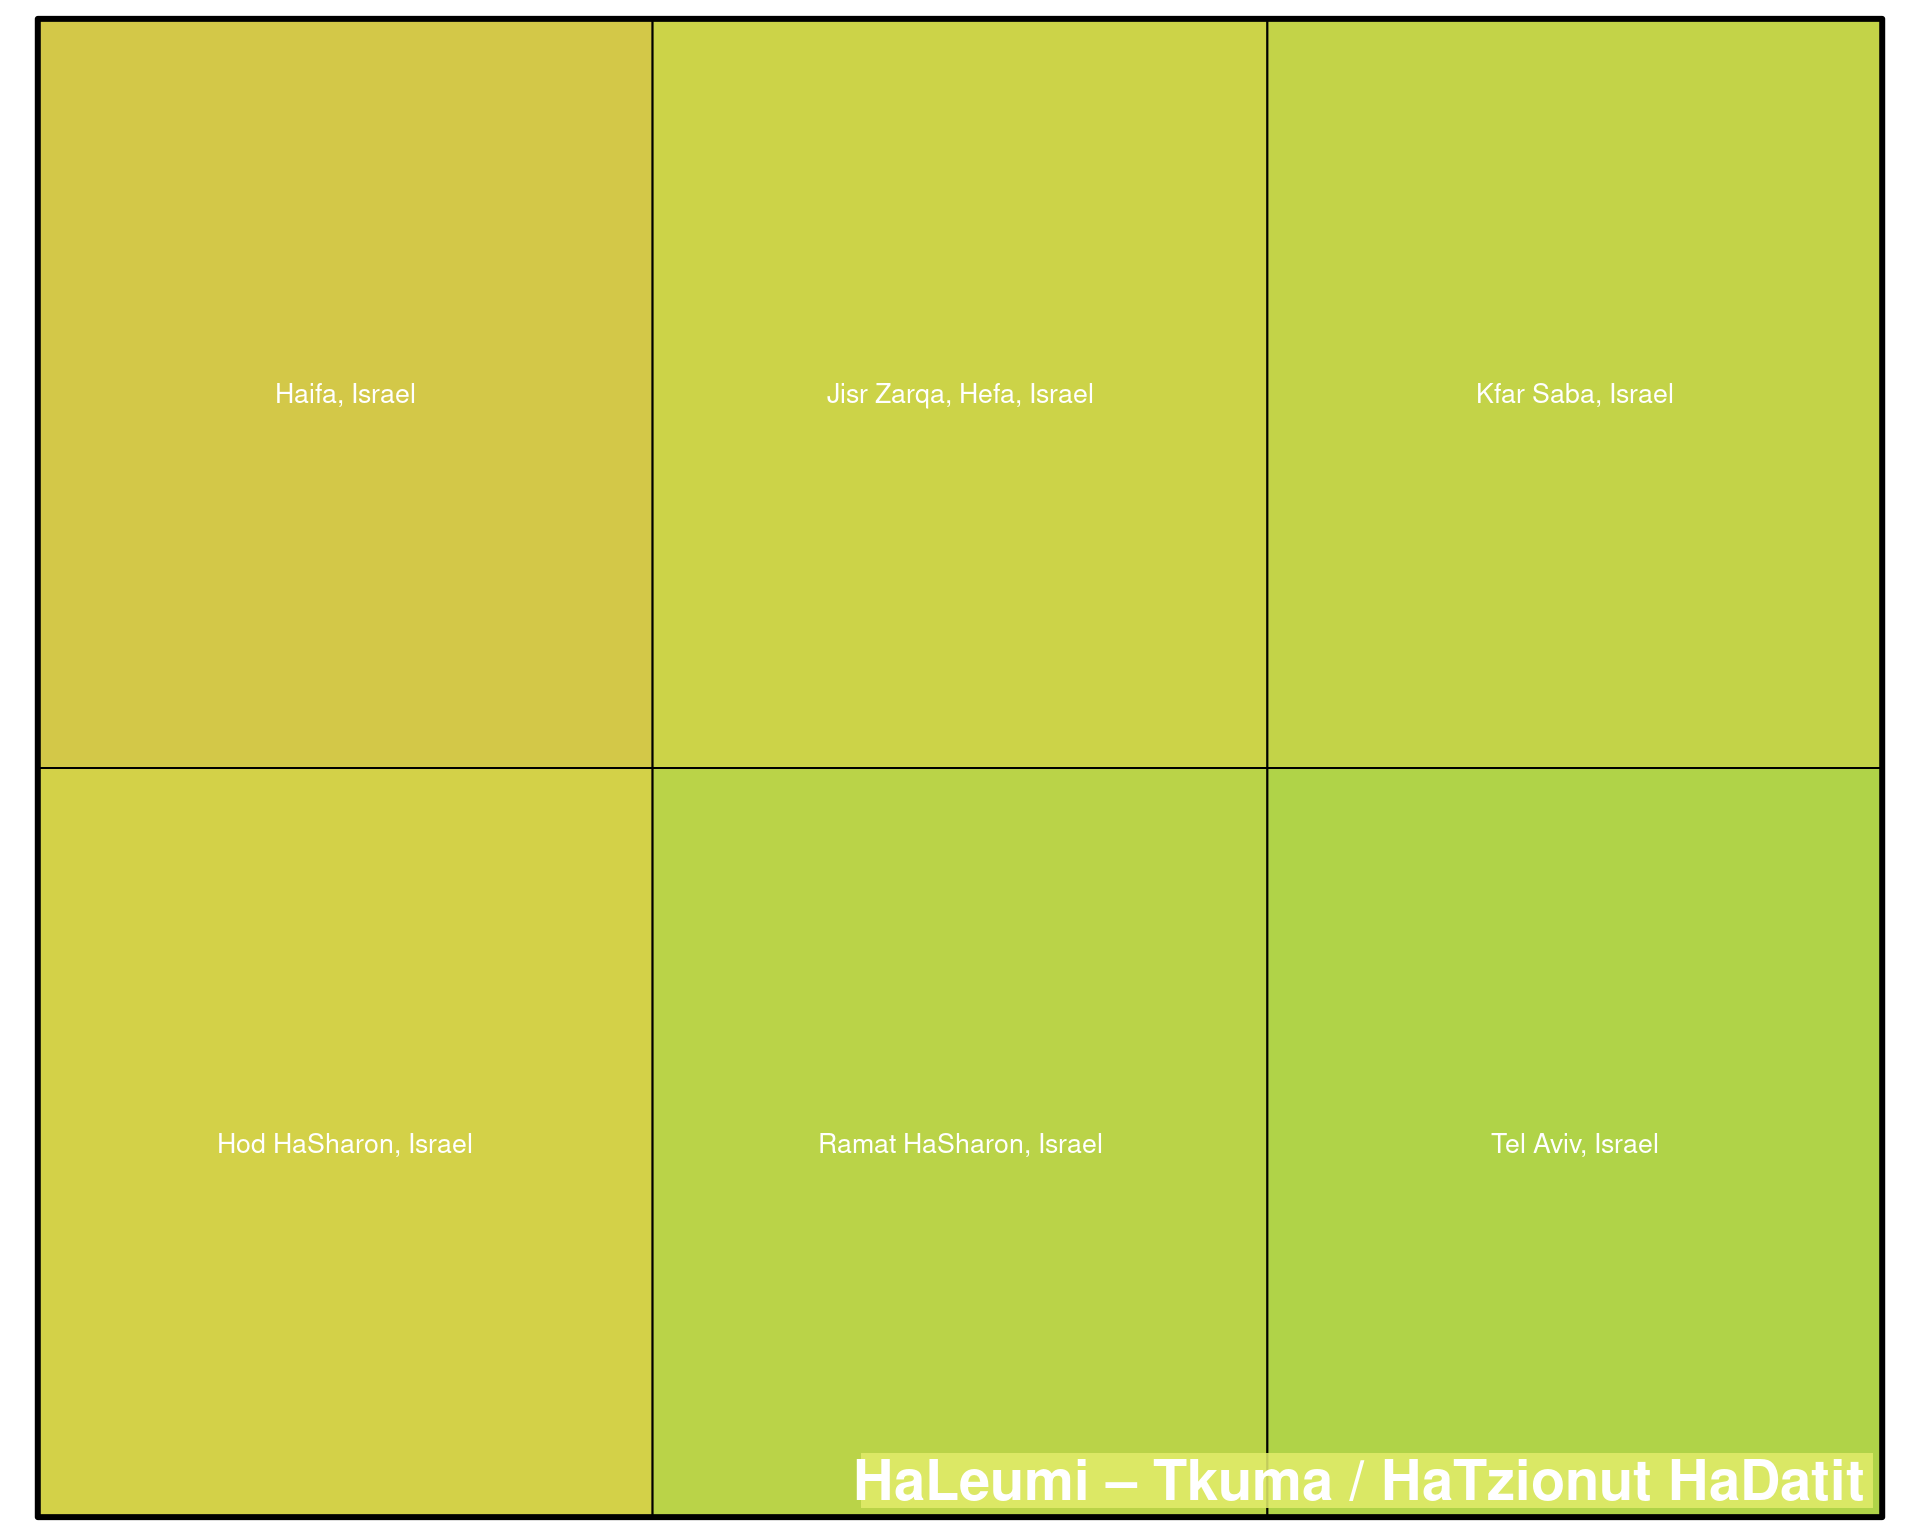 Haifa, Israel
Jisr Zarqa, Hefa, Israel
Kfar Saba, Israel
Hod HaSharon, Israel
Ramat HaSharon, Israel
Tel Aviv, Israel
HaLeumi – Tkuma / HaTzionut HaDatit